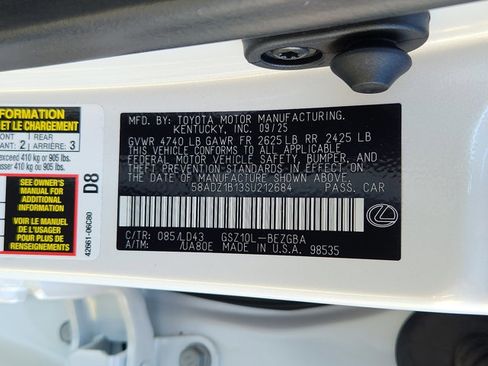 FORMATION
ET LE CHARGEMENT
FRONT 2 REAR ARRIÈRE 3
exceed 410 kg or 905 lbs.
passer 410 kg ou 905 lb.
SEE OWNER'S
MANUAL FOR
ADDITIONAL
INFORMATION
VOIR LE MANUEL
DE L'USAGER
POUR PLUS DE
RENSEIGNEMENTS
D8
42661-06C80
MFD. BY: TOYOTA MOTOR MANUFACTURING.
KENTUCKY, INC. 09/25
GVWR 4740 LB GAWR FR 2625 LB RR 2425 LB
THIS VEHICLE CONFORMS TO ALL APPLICABLE
FEDERAL MOTOR VEHICLE SAFETY, BUMPER, AND
THEFT PREVENTION STANDARDS IN EFFECT ON
THE DATE OF MANUFACTURE SHOWN ABOVE.
58ADZ1B13SU212684 PASS. CAR
C/TR: 085/LD43 GSZ10L-BEZGBA
A/TM: /UA80E MADE IN U.S.A. 98535